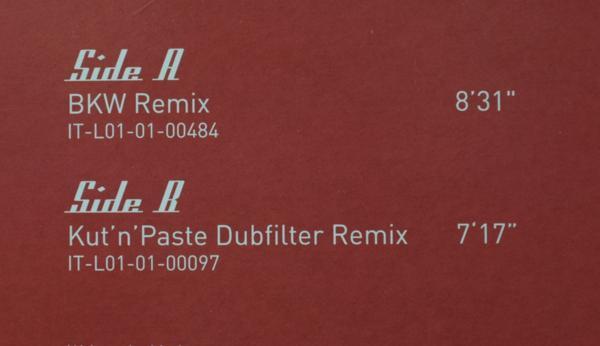 Side A
BKW Remix 8'31"
IT-L01-01-00484
Side B
Kut'n'Paste Dubfilter Remix 7‘17”
IT-L01-01-00097